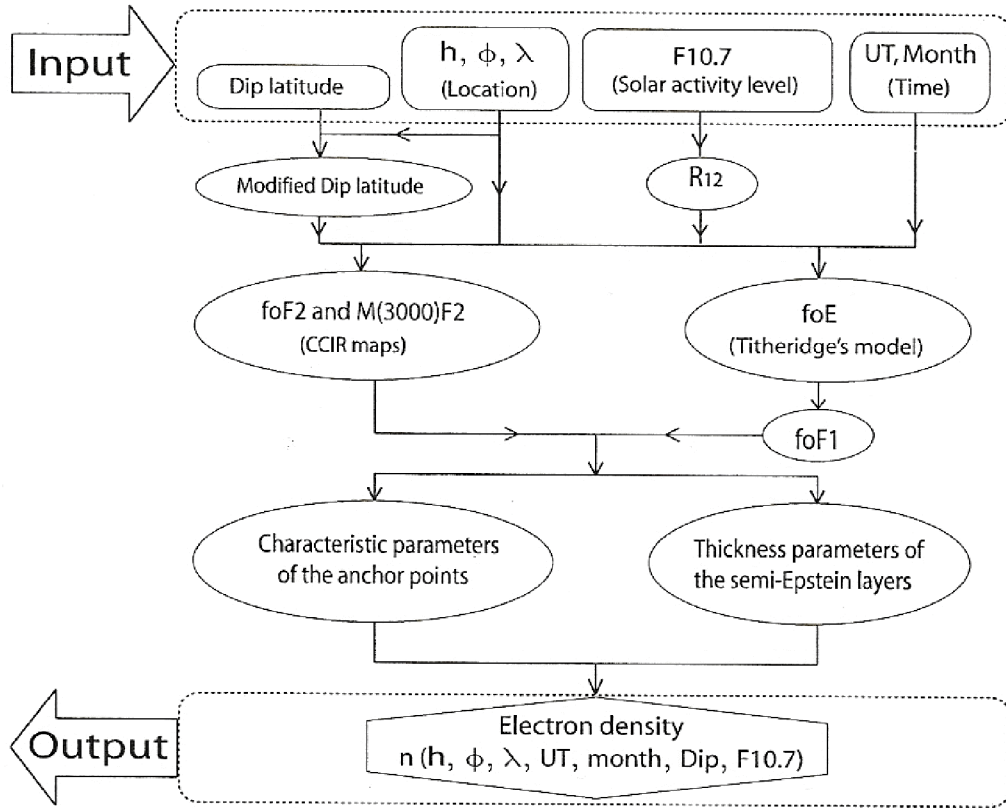 Input
Dip latitude
h, ϕ, λ
(Location)
F10.7
(Solar activity level)
UT, Month
(Time)
Modified Dip latitude
R12
foF2 and M(3000)F2
(CCIR maps)
foE
(Titheridge's model)
foF1
Characteristic parameters
of the anchor points
Thickness parameters of
the semi-Epstein layers
Output
Electron density
n (h, ϕ, λ, UT, month, Dip, F10.7)